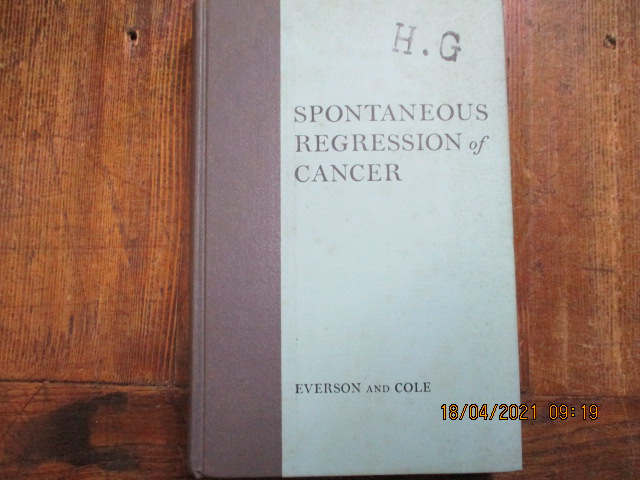 H.G
SPONTANEOUS
REGRESSION of
CANCER
EVERSON AND COLE
18/04/2021 09:19